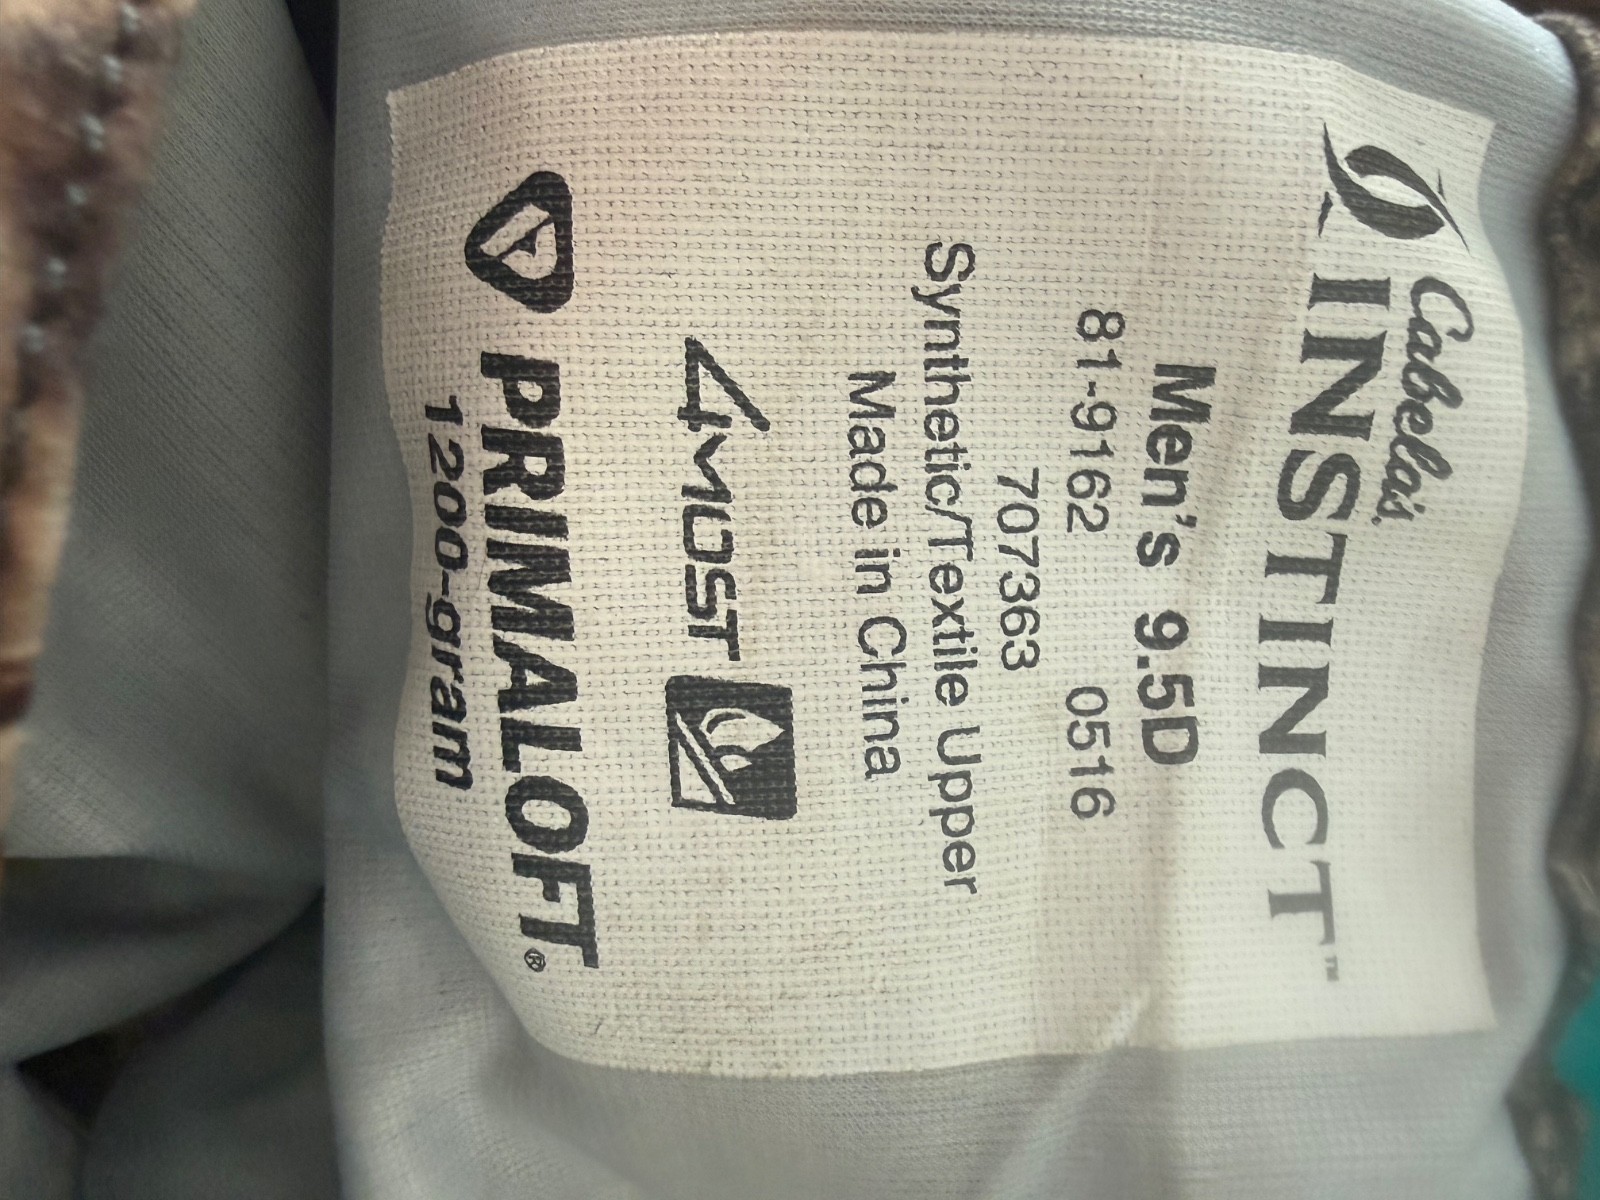 Cabela's
INSTINCT™
Men's 9.5D
81-9162 0516
707363
Synthetic/Textile Upper
Made in China
4MOST
PRIMALOFT®
1200-gram